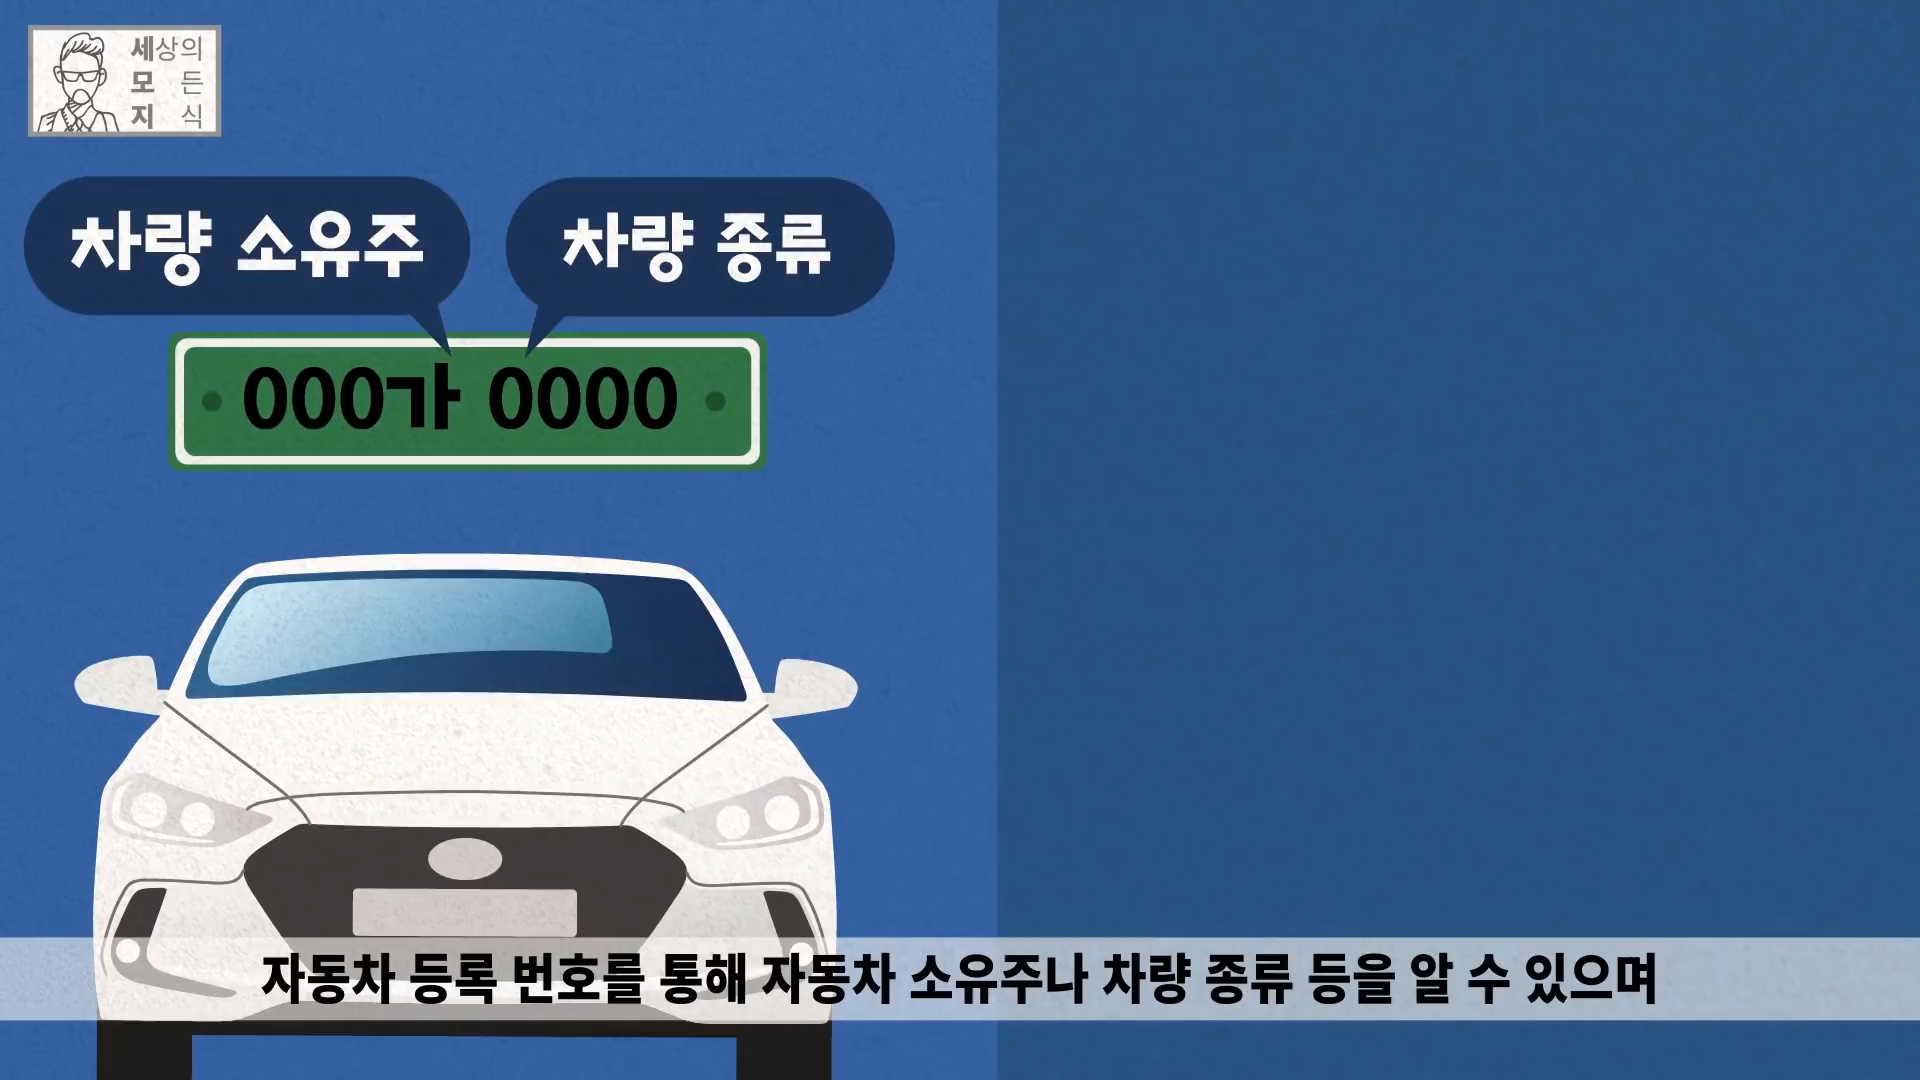 세상의
모든
지식
차량 소유주
차량 종류
000가 0000
자동차 등록 번호를 통해 자동차 소유주나 차량 종류 등을 알 수 있으며